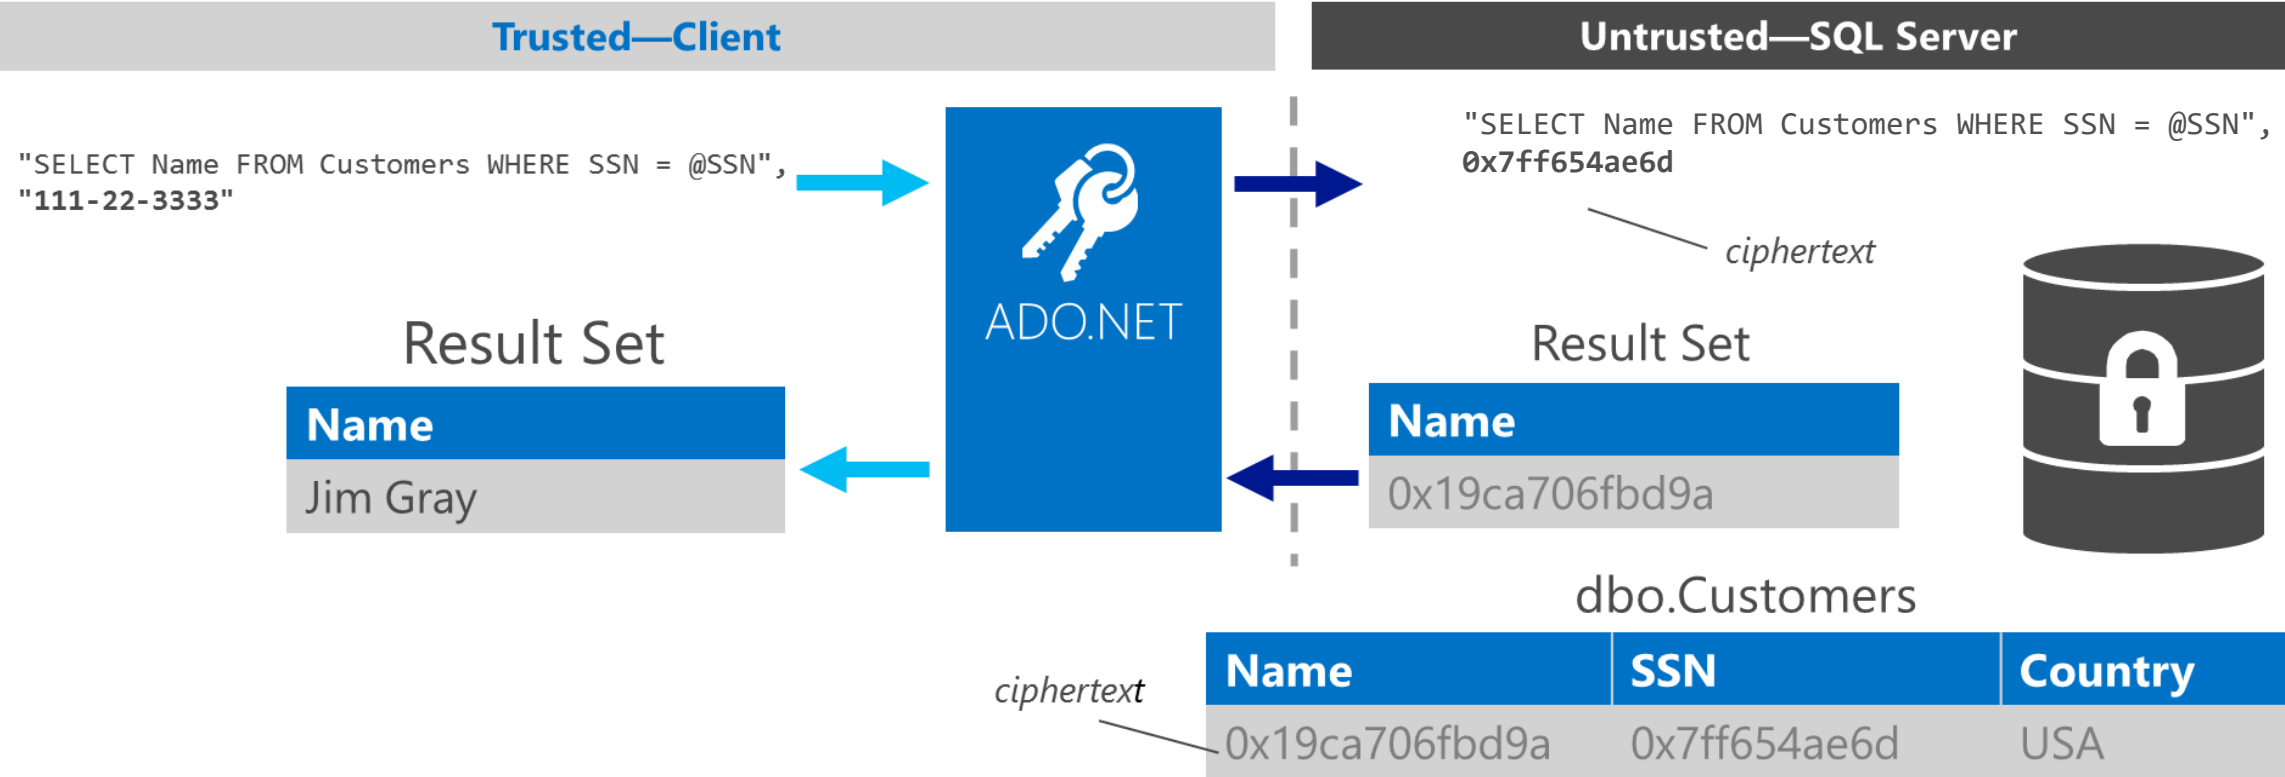 Trusted—Client
Untrusted—SQL Server
"SELECT Name FROM Customers WHERE SSN = @SSN",
"111-22-3333"
ADO.NET
"SELECT Name FROM Customers WHERE SSN = @SSN",
0x7ff654ae6d
ciphertext
Result Set
Name
Jim Gray
Result Set
Name
0x19ca706fbd9a
dbo.Customers
ciphertext
Name SSN Country
0x19ca706fbd9a 0x7ff654ae6d USA